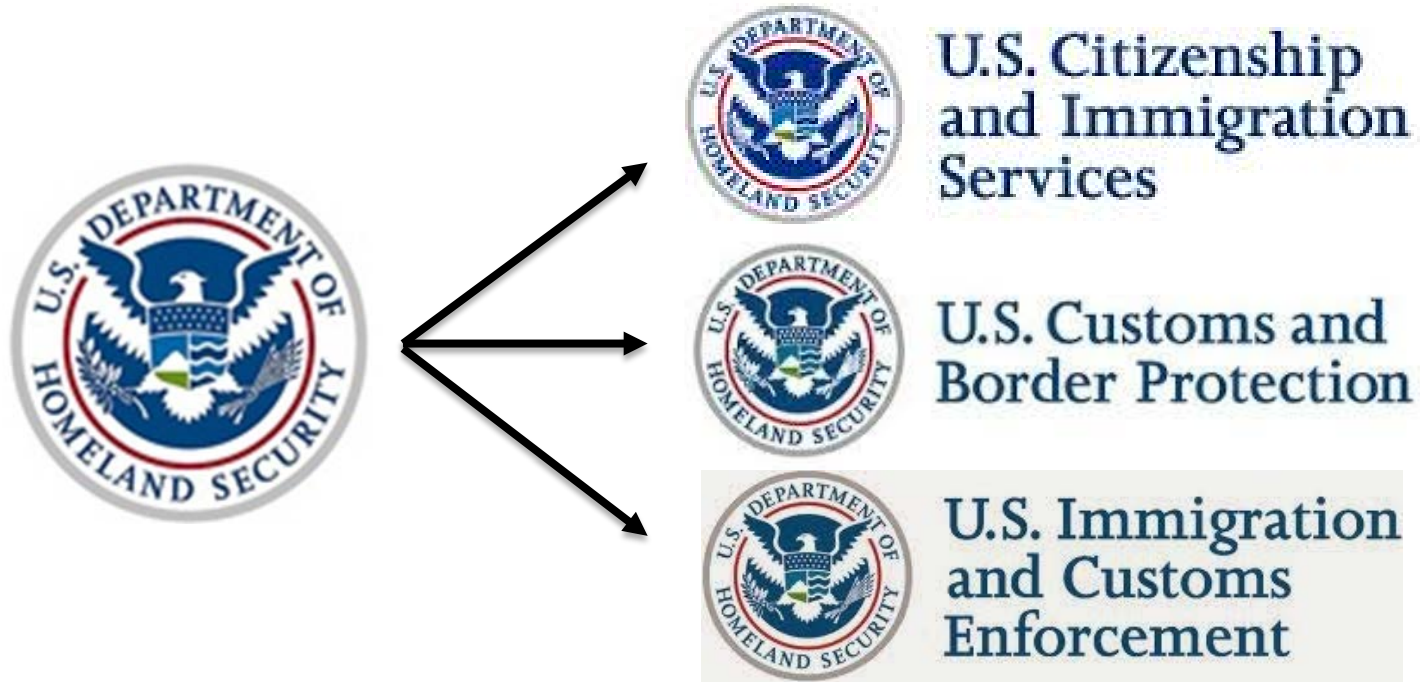 U.S. DEPARTMENT OF
HOMELAND SECURITY
U.S. DEPARTMENT OF
HOMELAND SECURITY
U.S. Citizenship
and Immigration
Services
U.S. DEPARTMENT OF
HOMELAND SECURITY
U.S. Customs and
Border Protection
U.S. DEPARTMENT OF
HOMELAND SECURITY
U.S. Immigration
and Customs
Enforcement